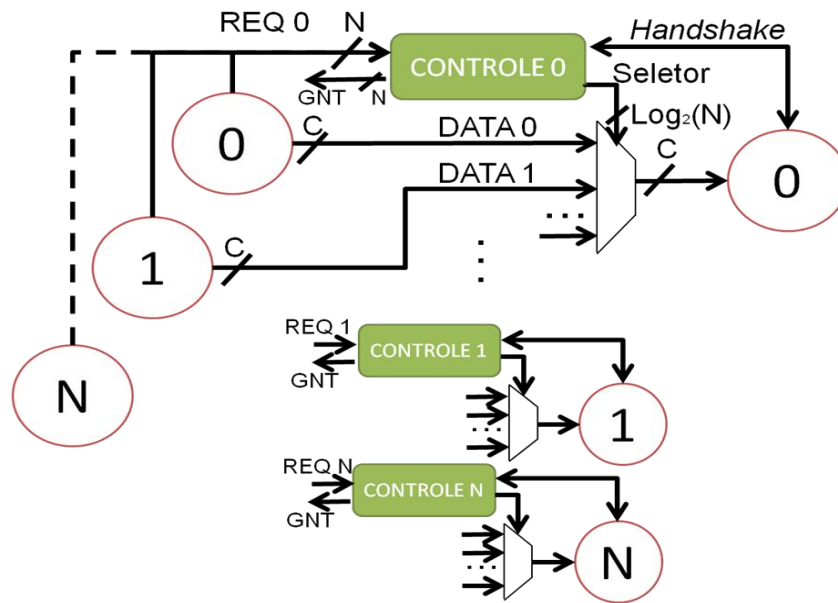 REQ 0
N
CONTROLE 0
Handshake
GNT
N
Seletor
Log₂(N)
0
C
DATA 0
C
0
DATA 1
...
1
C
...
REQ 1
CONTROLE 1
GNT
N
...
1
REQ N
CONTROLE N
GNT
...
N